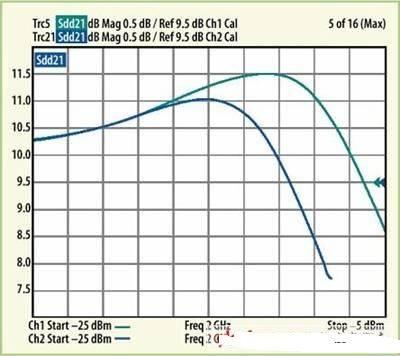 Trc5 Sdd21 dB Mag 0.5 dB / Ref 9.5 dB Ch1 Cal 5 of 16 (Max)
Trc21 Sdd21 dB Mag 0.5 dB / Ref 9.5 dB Ch2 Cal
Sdd21
11.5
11.0
10.5
10.0
9.5
9.0
8.5
8.0
7.5
Ch1 Start –25 dBm Freq 2 GHz Stop –5 dBm
Ch2 Start –25 dBm Freq 2